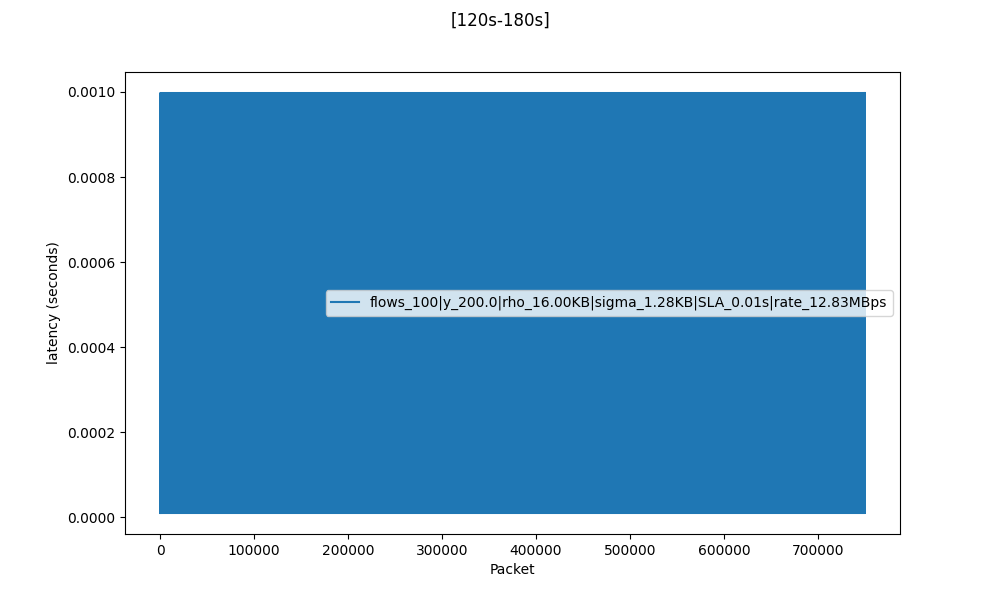 [120s-180s]
0.0010
0.0008
0.0006
0.0004
0.0002
0.0000
latency (seconds)
flows_100|y_200.0|rho_16.00KB|sigma_1.28KB|SLA_0.01s|rate_12.83MBps
0 100000 200000 300000 400000 500000 600000 700000
Packet